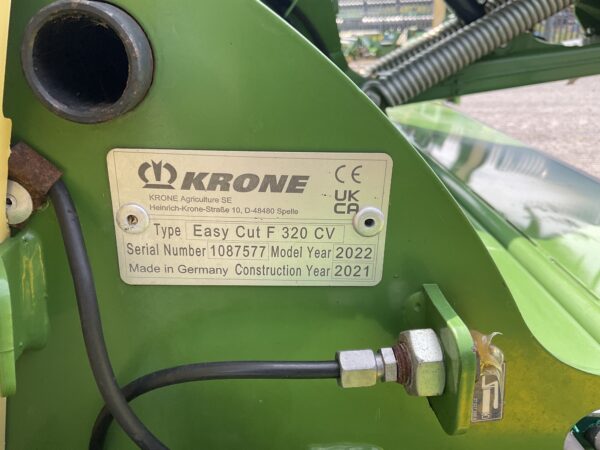 KRONE
CE
KRONE Agriculture SE
Heinrich-Krone-Straße 10, D-48480 Spelle
UK
CA
Type Easy Cut F 320 CV
Serial Number 1087577 Model Year 2022
Made in Germany Construction Year 2021